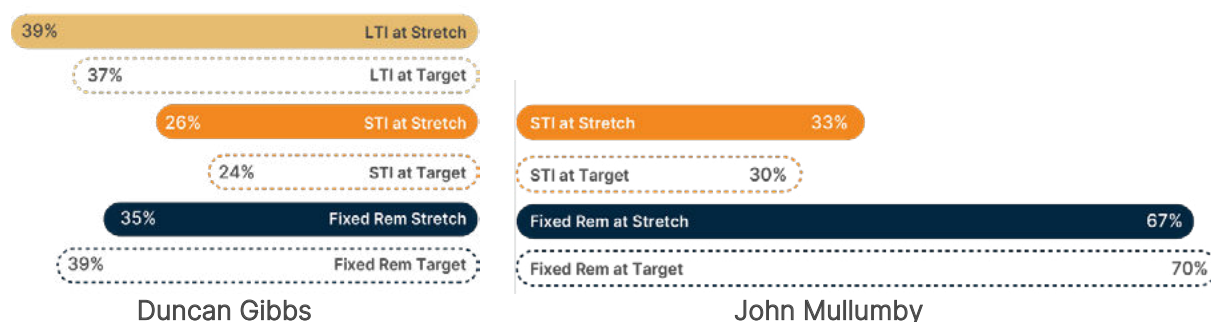 39% LTI at Stretch
37% LTI at Target
26% STI at Stretch
24% STI at Target
35% Fixed Rem Stretch
39% Fixed Rem Target
Duncan Gibbs
STI at Stretch 33%
STI at Target 30%
Fixed Rem at Stretch 67%
Fixed Rem at Target 70%
John Mullumby